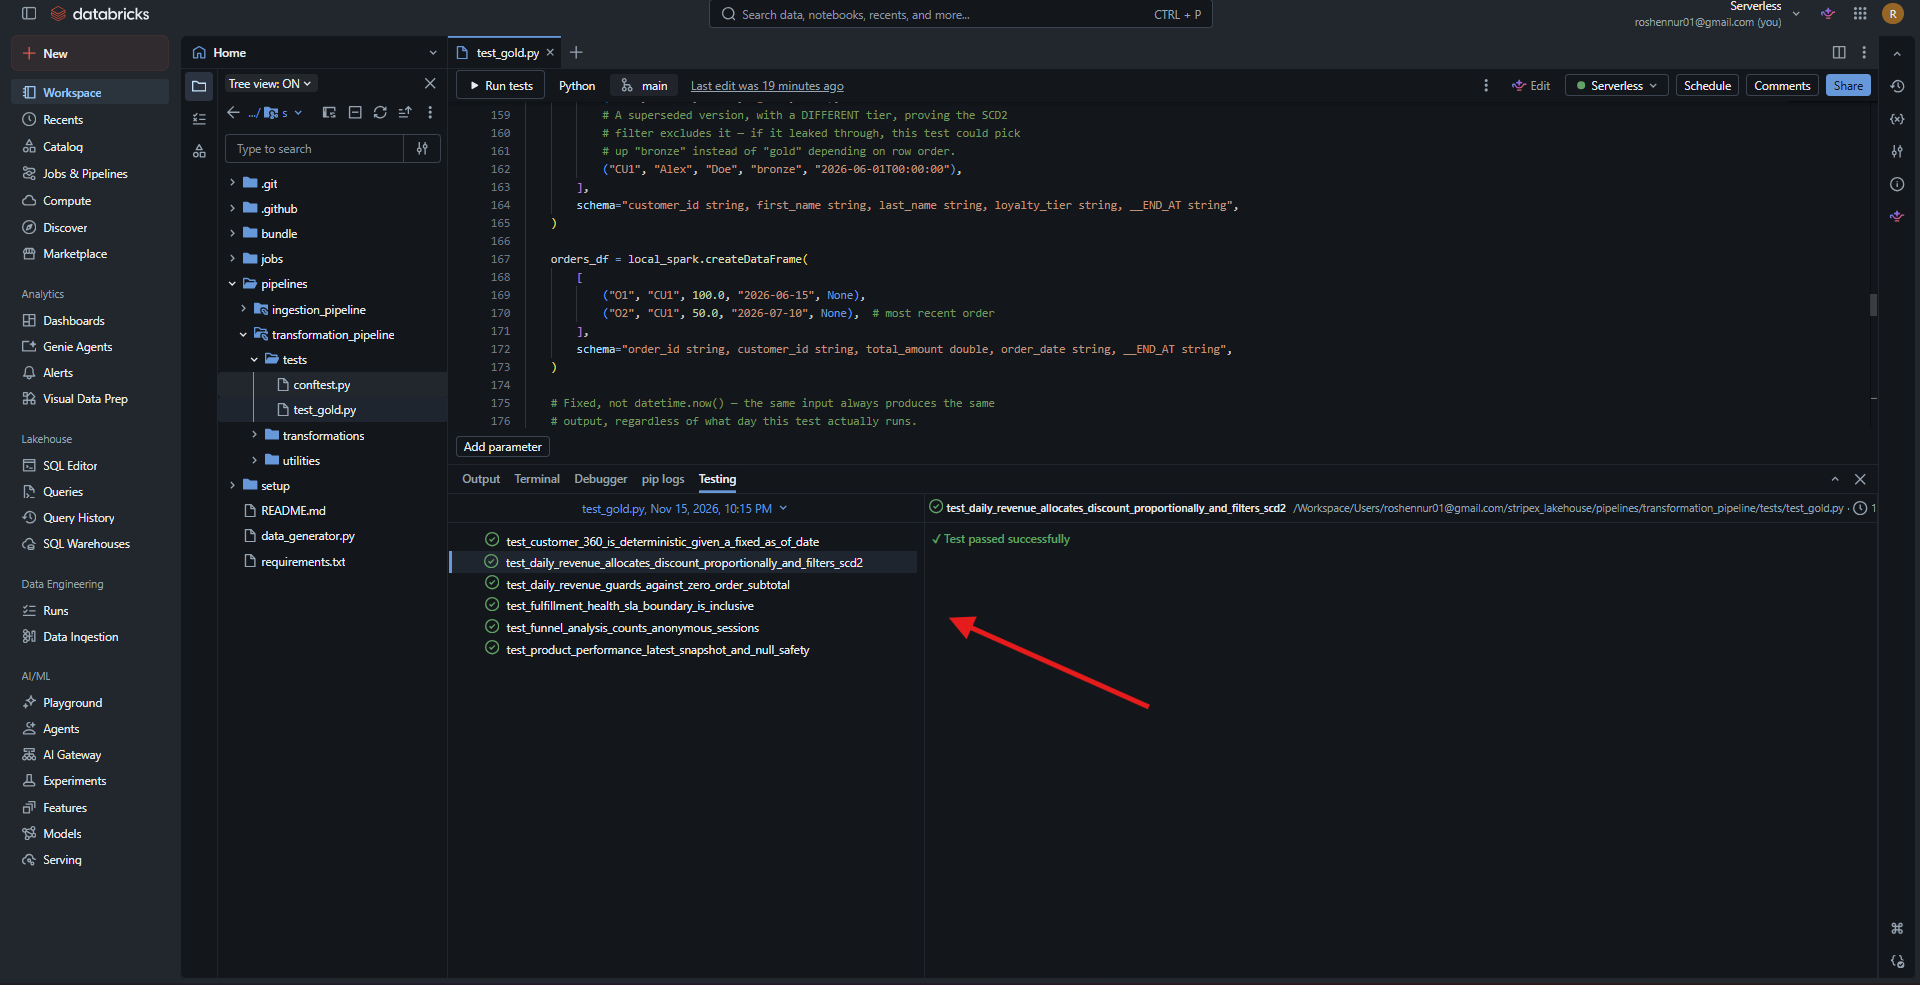 databricks
Search data, notebooks, recents, and more...
CTRL + P
Serverless
roshennur01@gmail.com (you)
R
New
Workspace
Recents
Catalog
Jobs & Pipelines
Compute
Discover
Marketplace
Analytics
Dashboards
Genie Agents
Alerts
Visual Data Prep
Lakehouse
SQL Editor
Queries
Query History
SQL Warehouses
Data Engineering
Runs
Data Ingestion
AI/ML
Playground
Agents
AI Gateway
Experiments
Features
Models
Serving
Home
Tree view: ON
.../ s
Type to search
.git
.github
bundle
jobs
pipelines
ingestion_pipeline
transformation_pipeline
tests
conftest.py
test_gold.py
transformations
utilities
setup
README.md
data_generator.py
requirements.txt
test_gold.py
Run tests
Python
main
Last edit was 19 minutes ago
Edit
Serverless
Schedule
Comments
Share
159 # A superseded version, with a DIFFERENT tier, proving the SCD2
160 # filter excludes it — if it leaked through, this test could pick
161 # up "bronze" instead of "gold" depending on row order.
162 ("CU1", "Alex", "Doe", "bronze", "2026-06-01T00:00:00"),
163 ],
164 schema="customer_id string, first_name string, last_name string, loyalty_tier string, __END_AT string",
165 )
166
167 orders_df = local_spark.createDataFrame(
168 [
169 ("O1", "CU1", 100.0, "2026-06-15", None),
170 ("O2", "CU1", 50.0, "2026-07-10", None), # most recent order
171 ],
172 schema="order_id string, customer_id string, total_amount double, order_date string, __END_AT string",
173 )
174
175 # Fixed, not datetime.now() — the same input always produces the same
176 # output, regardless of what day this test actually runs.
Add parameter
Output
Terminal
Debugger
pip logs
Testing
test_gold.py, Nov 15, 2026, 10:15 PM
test_customer_360_is_deterministic_given_a_fixed_as_of_date
test_daily_revenue_allocates_discount_proportionally_and_filters_scd2
test_daily_revenue_guards_against_zero_order_subtotal
test_fulfillment_health_sla_boundary_is_inclusive
test_funnel_analysis_counts_anonymous_sessions
test_product_performance_latest_snapshot_and_null_safety
test_daily_revenue_allocates_discount_proportionally_and_filters_scd2 /Workspace/Users/roshennur01@gmail.com/stripex_lakehouse/pipelines/transformation_pipeline/tests/test_gold.py · 1
✓ Test passed successfully